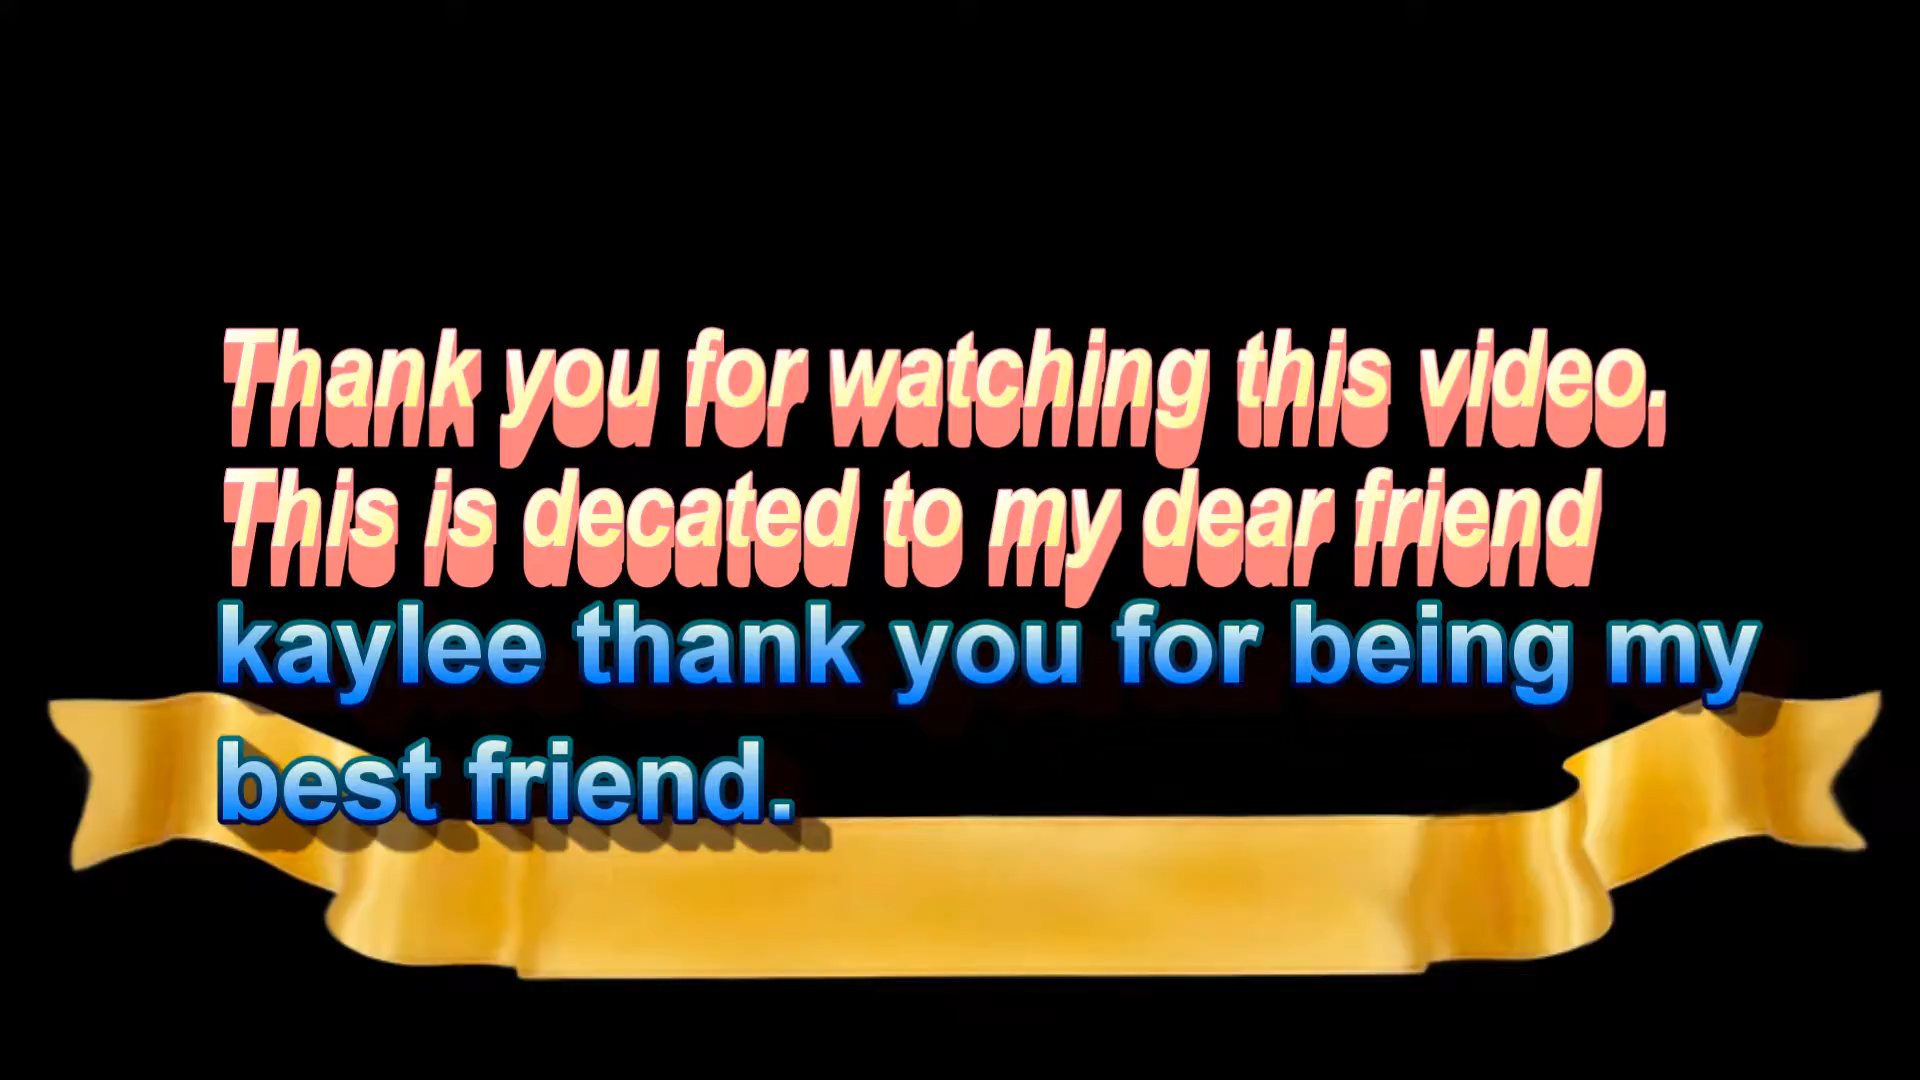 Thank you for watching this video.
This is decated to my dear friend
kaylee thank you for being my
best friend.